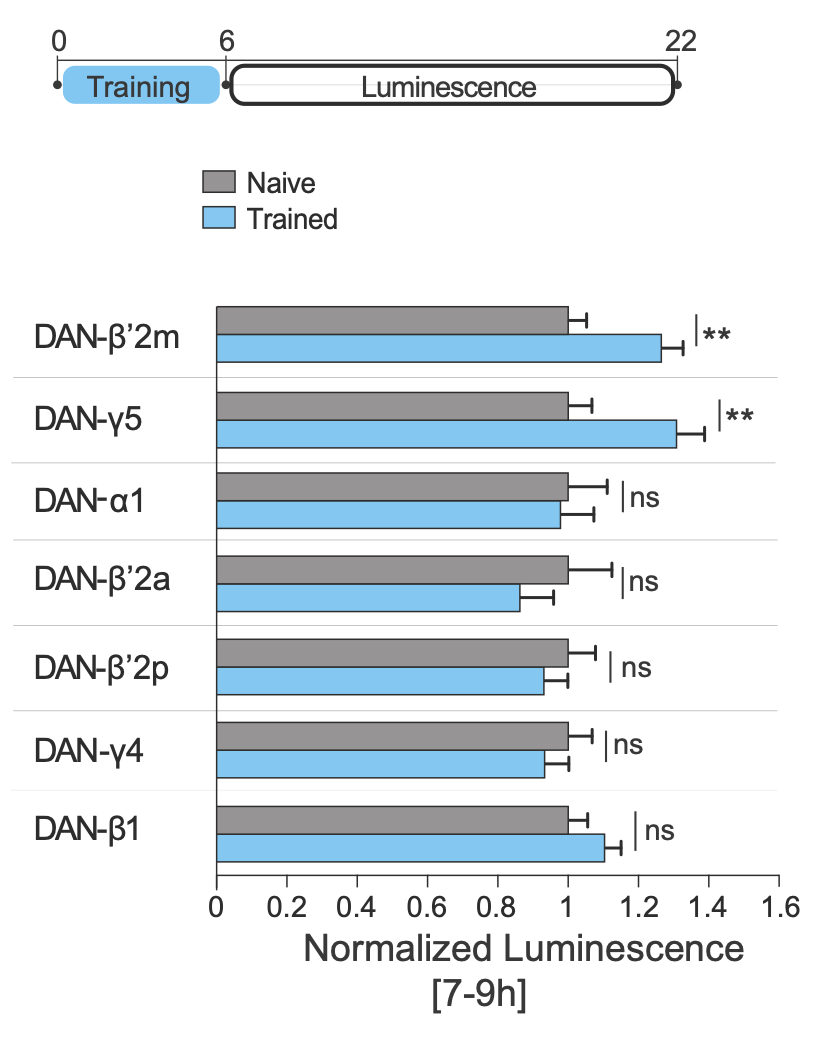 0 6 22
Training Luminescence
Naive
Trained
DAN-β’2m **
DAN-γ5 **
DAN-α1 ns
DAN-β’2a ns
DAN-β’2p ns
DAN-γ4 ns
DAN-β1 ns
0 0.2 0.4 0.6 0.8 1 1.2 1.4 1.6
Normalized Luminescence
[7-9h]